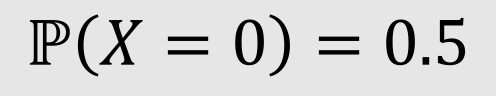 ℙ(𝑋 = 0) = 0.5